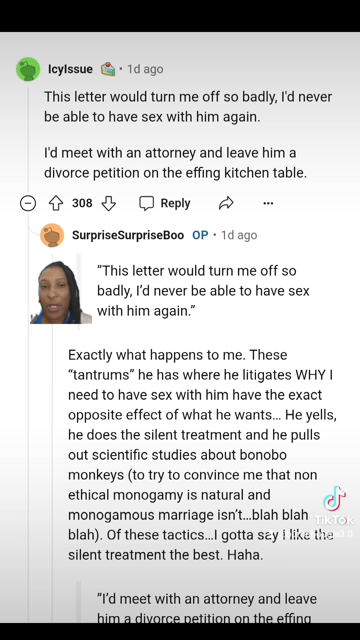 IcyIssue • 1d ago
This letter would turn me off so badly, I'd never
be able to have sex with him again.
I'd meet with an attorney and leave him a
divorce petition on the effing kitchen table.
308 Reply
SurpriseSurpriseBoo OP • 1d ago
"This letter would turn me off so
badly, I'd never be able to have sex
with him again."
Exactly what happens to me. These
“tantrums” he has where he litigates WHY I
need to have sex with him have the exact
opposite effect of what he wants... He yells,
he does the silent treatment and he pulls
out scientific studies about bonobo
monkeys (to try to convince me that non
ethical monogamy is natural and
monogamous marriage isn't...blah blah
blah). Of these tactics...I gotta say I like the
silent treatment the best. Haha.
TikTok
"I'd meet with an attorney and leave
him a divorce petition on the effing